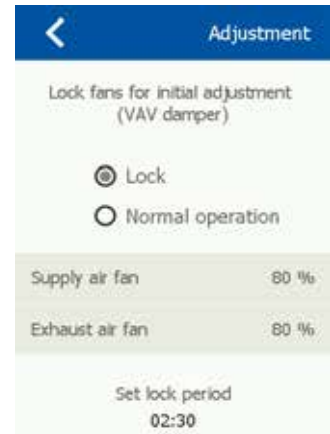 Adjustment
Lock fans for initial adjustment
(VAV damper)
Lock
Normal operation
Supply air fan 80 %
Exhaust air fan 80 %
Set lock period
02:30